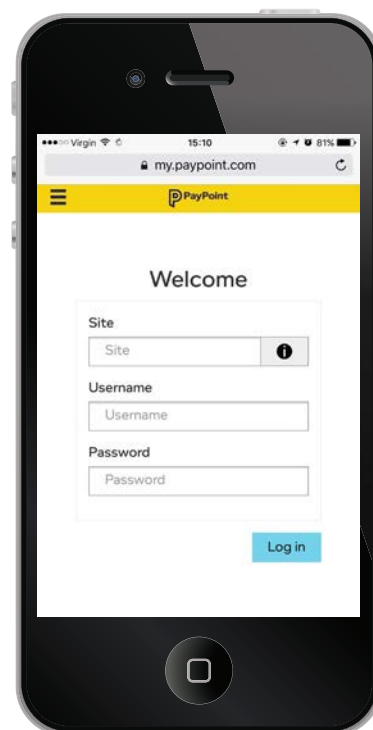 Virgin 15:10 81%
my.paypoint.com
PayPoint
Welcome
Site
Site
Username
Username
Password
Password
Log in